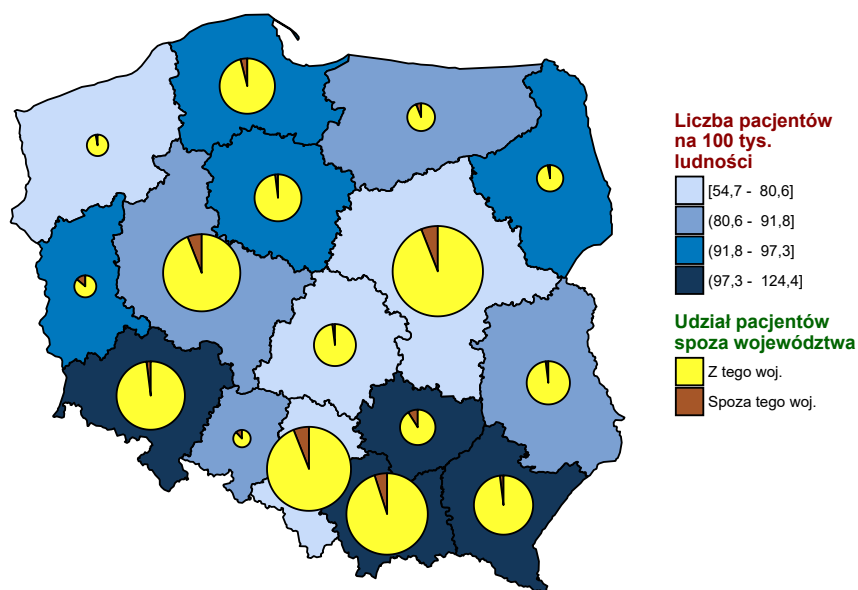 Liczba pacjentów
na 100 tys.
ludności
[54,7 - 80,6]
(80,6 - 91,8]
(91,8 - 97,3]
(97,3 - 124,4]
Udział pacjentów
spoza województwa
Z tego woj.
Spoza tego woj.